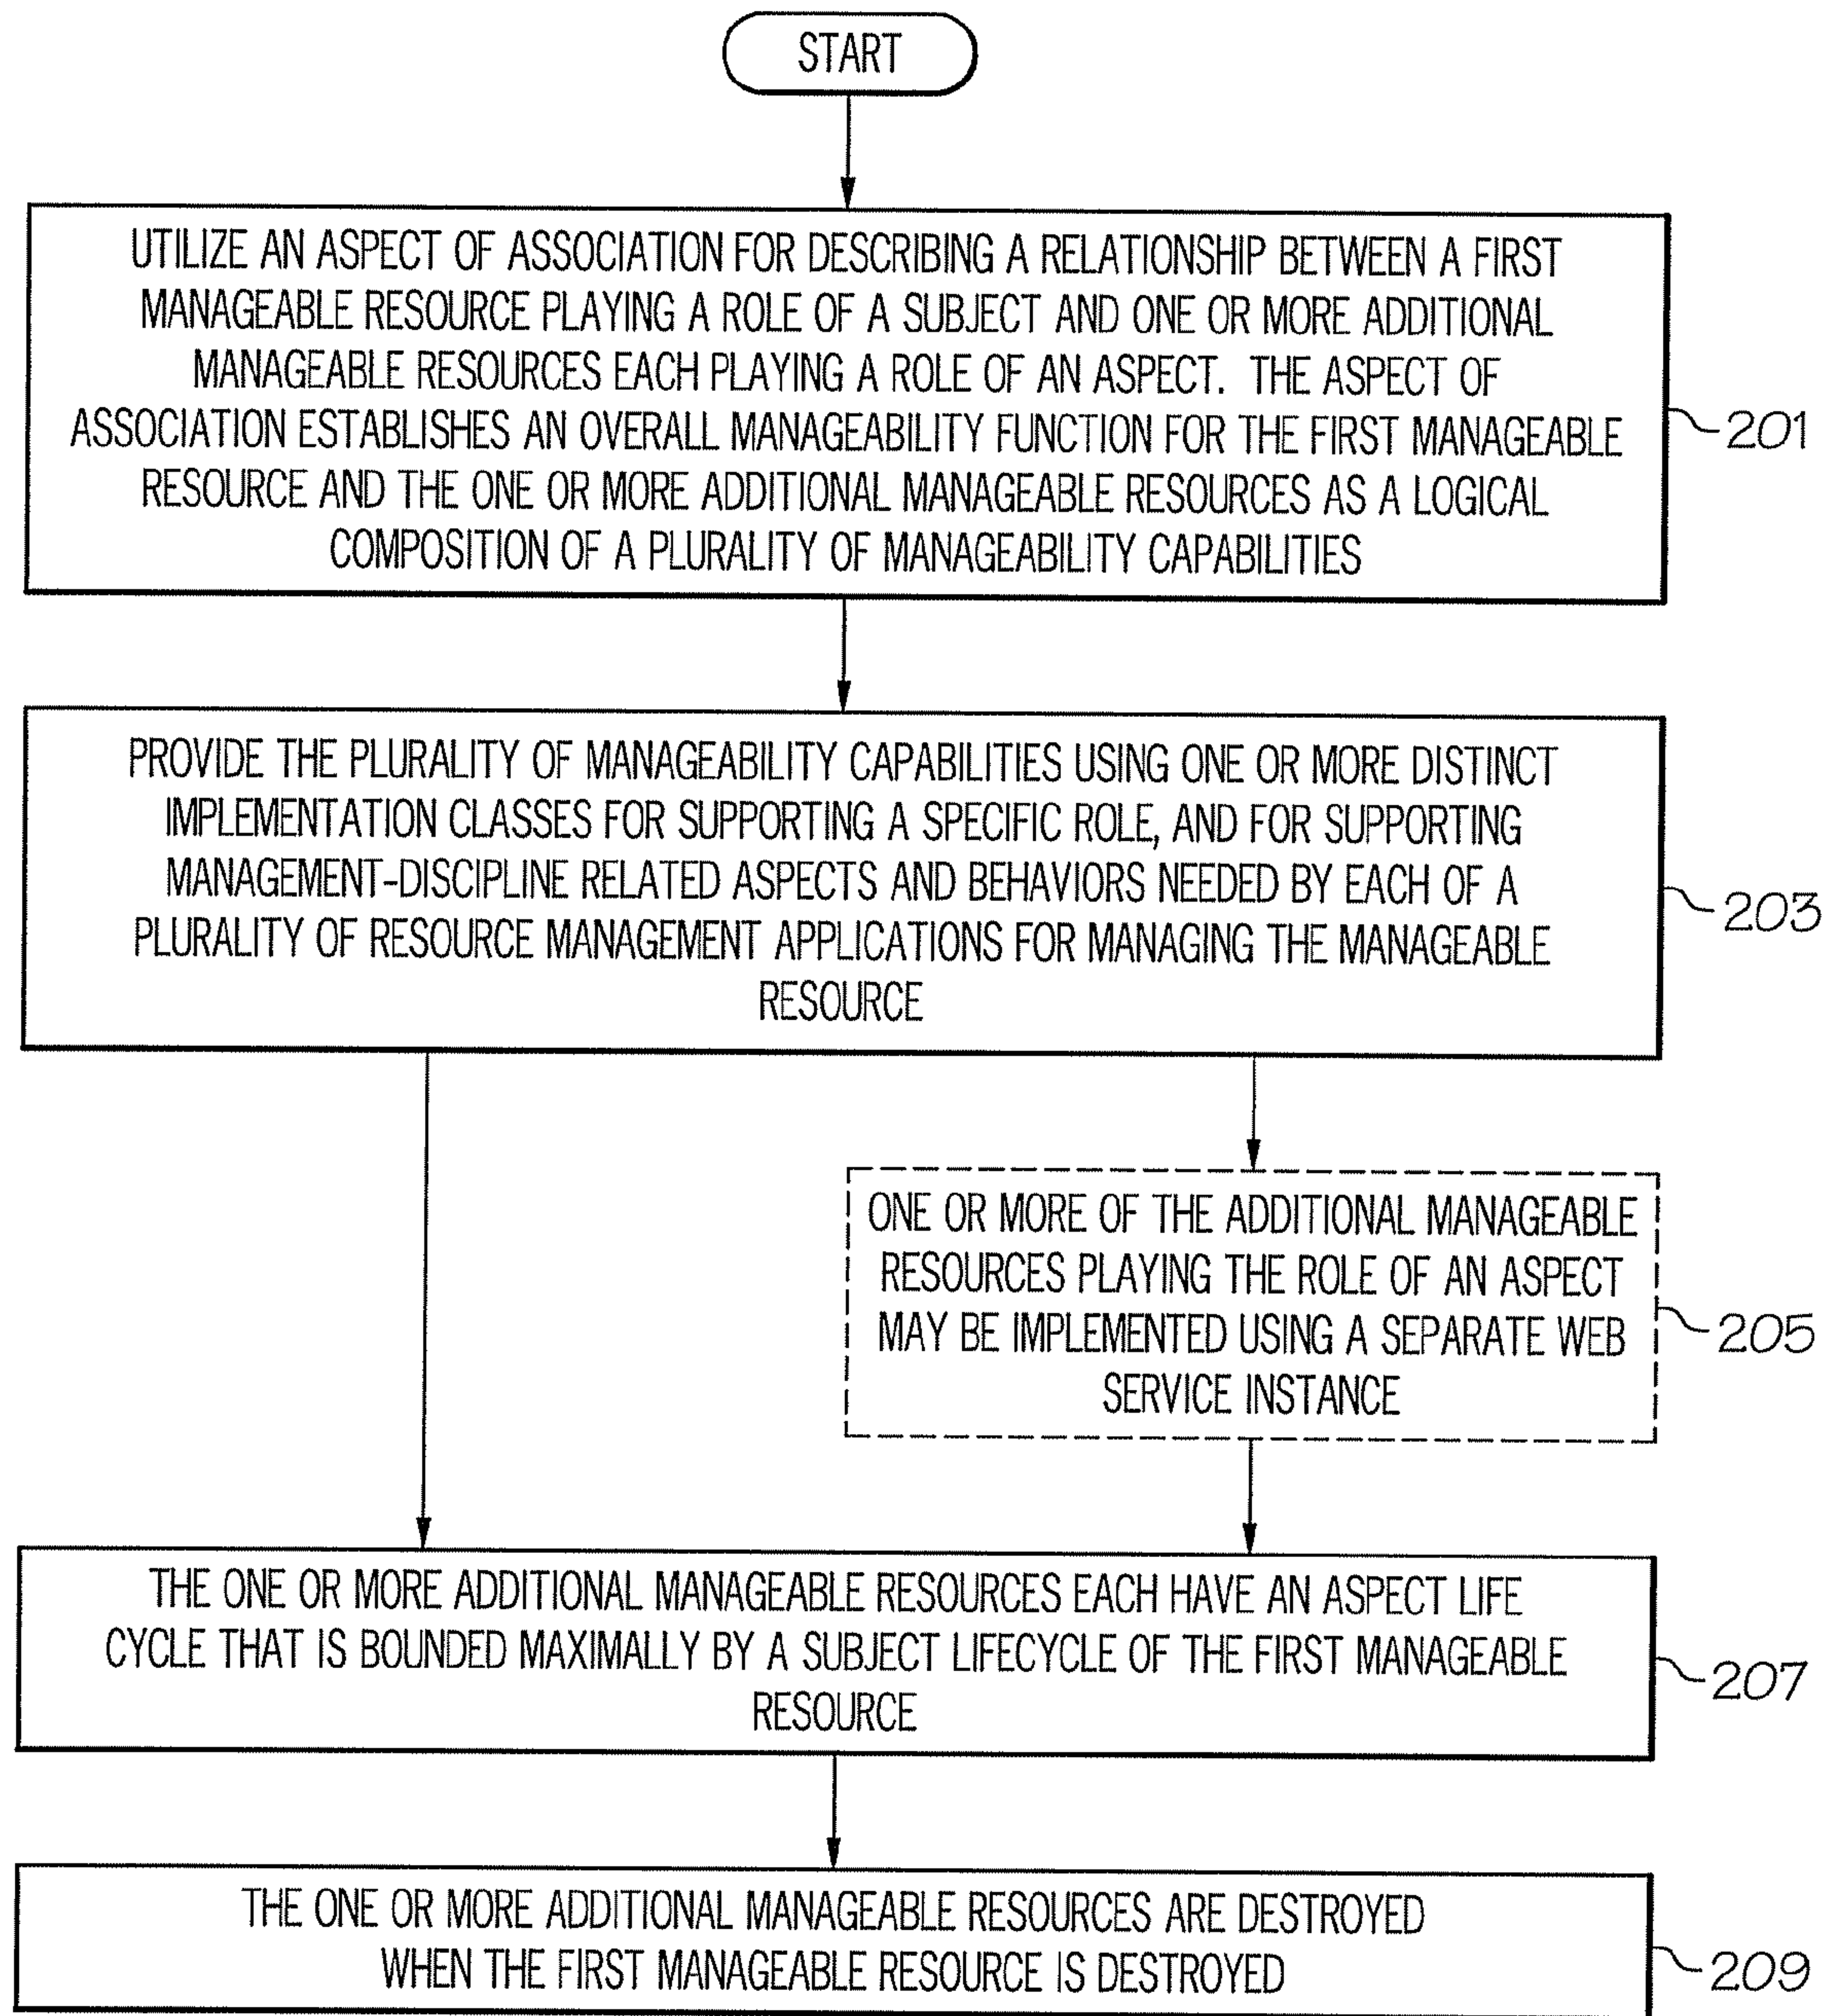 START
UTILIZE AN ASPECT OF ASSOCIATION FOR DESCRIBING A RELATIONSHIP BETWEEN A FIRST
MANAGEABLE RESOURCE PLAYING A ROLE OF A SUBJECT AND ONE OR MORE ADDITIONAL
MANAGEABLE RESOURCES EACH PLAYING A ROLE OF AN ASPECT. THE ASPECT OF
ASSOCIATION ESTABLISHES AN OVERALL MANAGEABILITY FUNCTION FOR THE FIRST MANAGEABLE
RESOURCE AND THE ONE OR MORE ADDITIONAL MANAGEABLE RESOURCES AS A LOGICAL
COMPOSITION OF A PLURALITY OF MANAGEABILITY CAPABILITIES
201
PROVIDE THE PLURALITY OF MANAGEABILITY CAPABILITIES USING ONE OR MORE DISTINCT
IMPLEMENTATION CLASSES FOR SUPPORTING A SPECIFIC ROLE, AND FOR SUPPORTING
MANAGEMENT-DISCIPLINE RELATED ASPECTS AND BEHAVIORS NEEDED BY EACH OF A
PLURALITY OF RESOURCE MANAGEMENT APPLICATIONS FOR MANAGING THE MANAGEABLE
RESOURCE
203
ONE OR MORE OF THE ADDITIONAL MANAGEABLE
RESOURCES PLAYING THE ROLE OF AN ASPECT
MAY BE IMPLEMENTED USING A SEPARATE WEB
SERVICE INSTANCE
205
THE ONE OR MORE ADDITIONAL MANAGEABLE RESOURCES EACH HAVE AN ASPECT LIFE
CYCLE THAT IS BOUNDED MAXIMALLY BY A SUBJECT LIFECYCLE OF THE FIRST MANAGEABLE
RESOURCE
207
THE ONE OR MORE ADDITIONAL MANAGEABLE RESOURCES ARE DESTROYED
WHEN THE FIRST MANAGEABLE RESOURCE IS DESTROYED
209